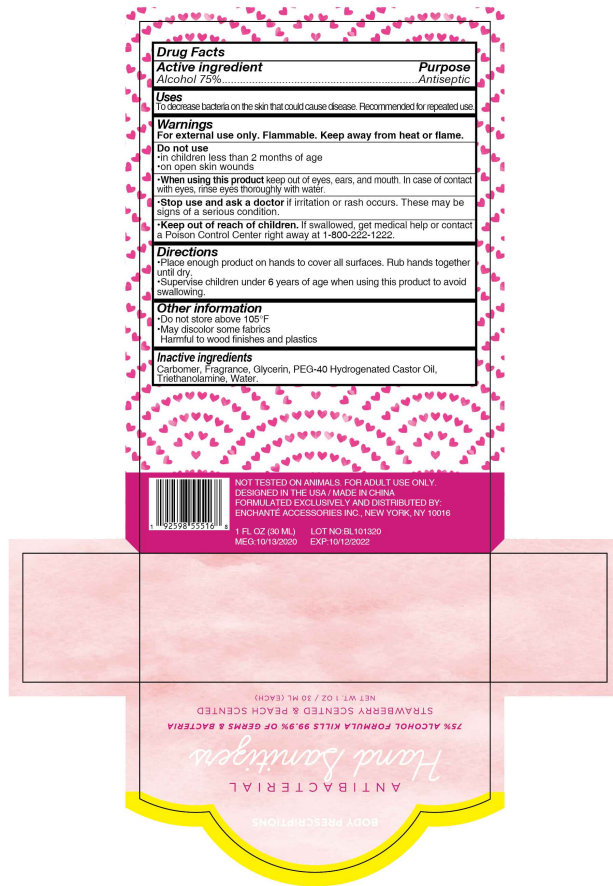 Drug Facts
Active ingredient Purpose
Alcohol 75%......................................................Antiseptic
Uses
To decrease bacteria on the skin that could cause disease. Recommended for repeated use.
Warnings
For external use only. Flammable. Keep away from heat or flame.
Do not use
•in children less than 2 months of age
•on open skin wounds
•When using this product keep out of eyes, ears, and mouth. In case of contact
with eyes, rinse eyes thoroughly with water.
•Stop use and ask a doctor if irritation or rash occurs. These may be
signs of a serious condition.
•Keep out of reach of children. If swallowed, get medical help or contact
a Poison Control Center right away at 1-800-222-1222.
Directions
•Place enough product on hands to cover all surfaces. Rub hands together
until dry.
•Supervise children under 6 years of age when using this product to avoid
swallowing.
Other information
•Do not store above 105°F
•May discolor some fabrics
Harmful to wood finishes and plastics
Inactive ingredients
Carbomer, Fragrance, Glycerin, PEG-40 Hydrogenated Castor Oil,
Triethanolamine, Water.
NOT TESTED ON ANIMALS. FOR ADULT USE ONLY.
DESIGNED IN THE USA / MADE IN CHINA
FORMULATED EXCLUSIVELY AND DISTRIBUTED BY:
ENCHANTÉ ACCESSORIES INC., NEW YORK, NY 10016
1 FL OZ (30 ML) LOT NO:BL101320
MEG:10/13/2020 EXP:10/12/2022
1 92598 55516 8
BODY PRESCRIPTIONS
ANTIBACTERIAL
Hand Sanitizers
75% ALCOHOL FORMULA KILLS 99.9% OF GERMS & BACTERIA
STRAWBERRY SCENTED & PEACH SCENTED
NET WT. 1 OZ / 30 ML (EACH)